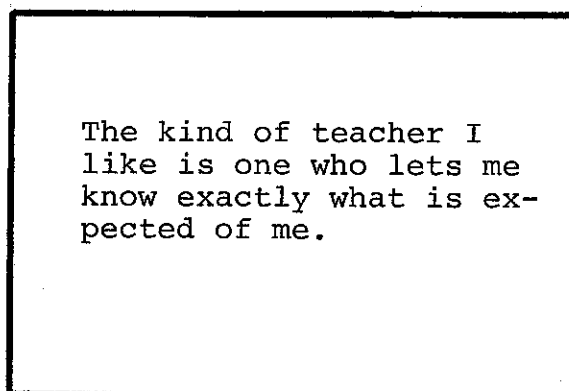 The kind of teacher I
like is one who lets me
know exactly what is ex-
pected of me.